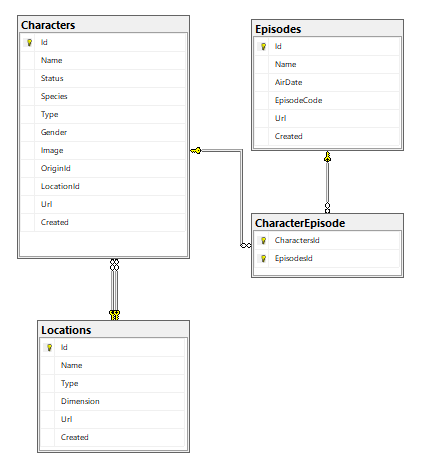 Characters
Id
Name
Status
Species
Type
Gender
Image
OriginId
LocationId
Url
Created
Episodes
Id
Name
AirDate
EpisodeCode
Url
Created
CharacterEpisode
CharactersId
EpisodesId
Locations
Id
Name
Type
Dimension
Url
Created